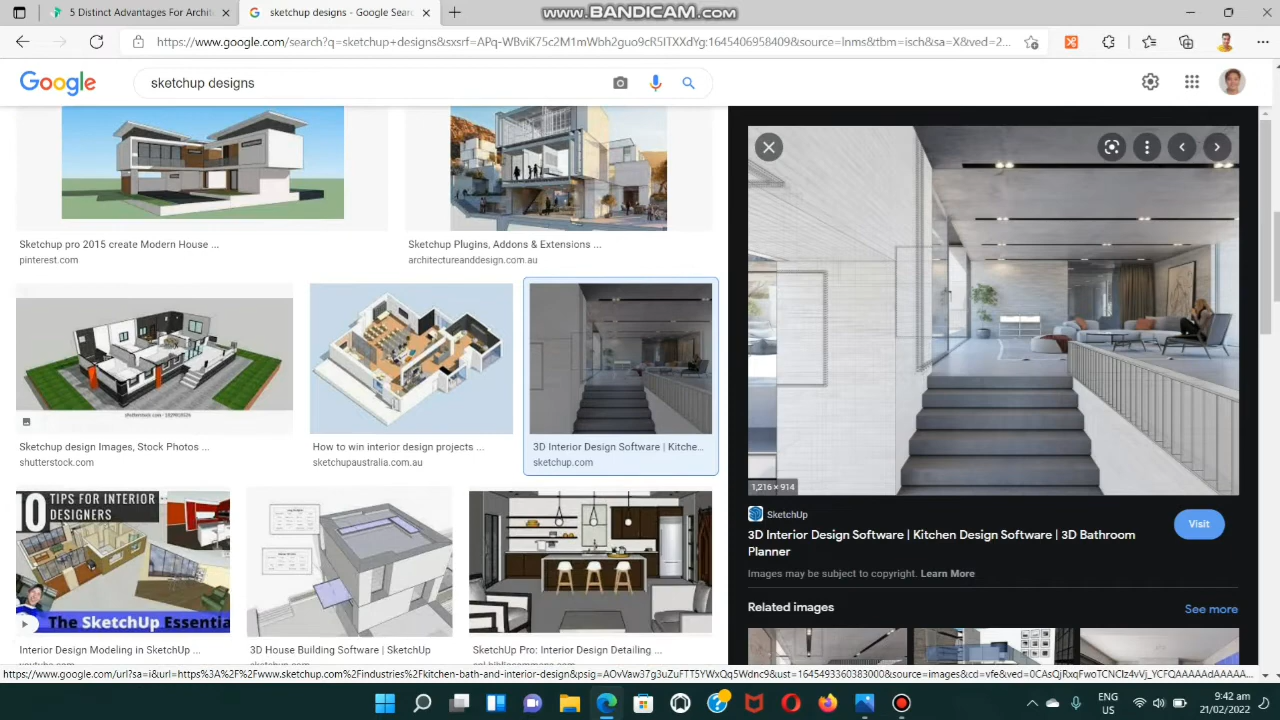 5 Distinct Advantages For Archit
sketchup designs - Google Sear
www.BANDICAM.com
https://www.google.com/search?q=sketchup+designs&sxsrf=APq-WBviK75c2M1mWbh2guo9cR5ITXXdYg:1645406958409&source=lnms&tbm=isch&sa=X&ved=2...
Google
sketchup designs
Sketchup pro 2015 create Modern House ...
pinterest.com
Sketchup Plugins, Addons & Extensions ...
architectureanddesign.com.au
Sketchup design Images, Stock Photos ...
shutterstock.com
How to win interior design projects ...
sketchupaustralia.com.au
3D Interior Design Software | Kitche...
sketchup.com
1,216 × 914
SketchUp
Visit
3D Interior Design Software | Kitchen Design Software | 3D Bathroom
Planner
Images may be subject to copyright. Learn More
Related images
See more
10 TIPS FOR INTERIOR
DESIGNERS
The SketchUp Essentia
Interior Design Modeling in SketchUp ...
youtube.com
3D House Building Software | SketchUp
sketchup.com
SketchUp Pro: Interior Design Detailing ...
ENG
US
9:42 am
21/02/2022